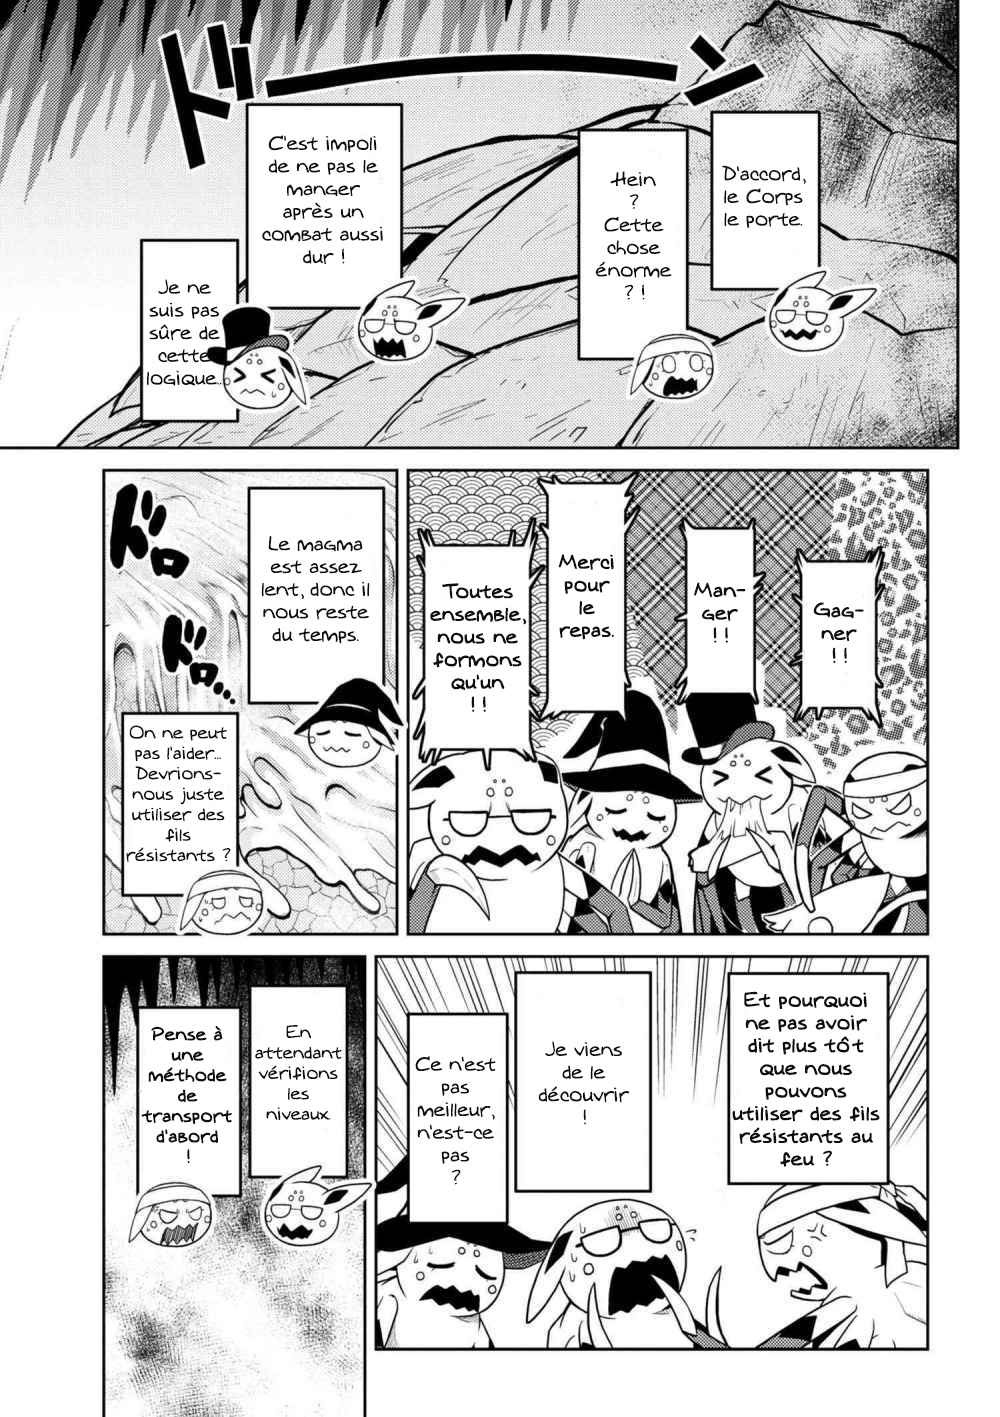 ドーン
D'accord,
le Corps
le porte.
Hein
?
Cette
chose
énorme
? !
C'est impoli
de ne pas le
manger
après un
combat aussi
dur !
Je ne
suis pas
sûre de
cette
logique...
Gag-
ner
! !
Man-
ger
! !
Merci
pour
le
repas.
Toutes
ensemble,
nous ne
formons
qu'un
! !
ドロ
ドロ...
Le magma
est assez
lent, donc il
nous reste
du temps.
On ne peut
pas l'aider...
Devrions-
nous juste
utiliser des
fils
résistants ?
Et pourquoi
ne pas avoir
dit plus tôt
que nous
pouvons
utiliser des fils
résistants au
feu ?
Je viens
de le
découvrir
!
Ce n'est
pas
meilleur,
n'est-ce
pas
?
En
attendant
vérifions
les
niveaux.
Pense à
une
méthode
de
transport
d'abord
!